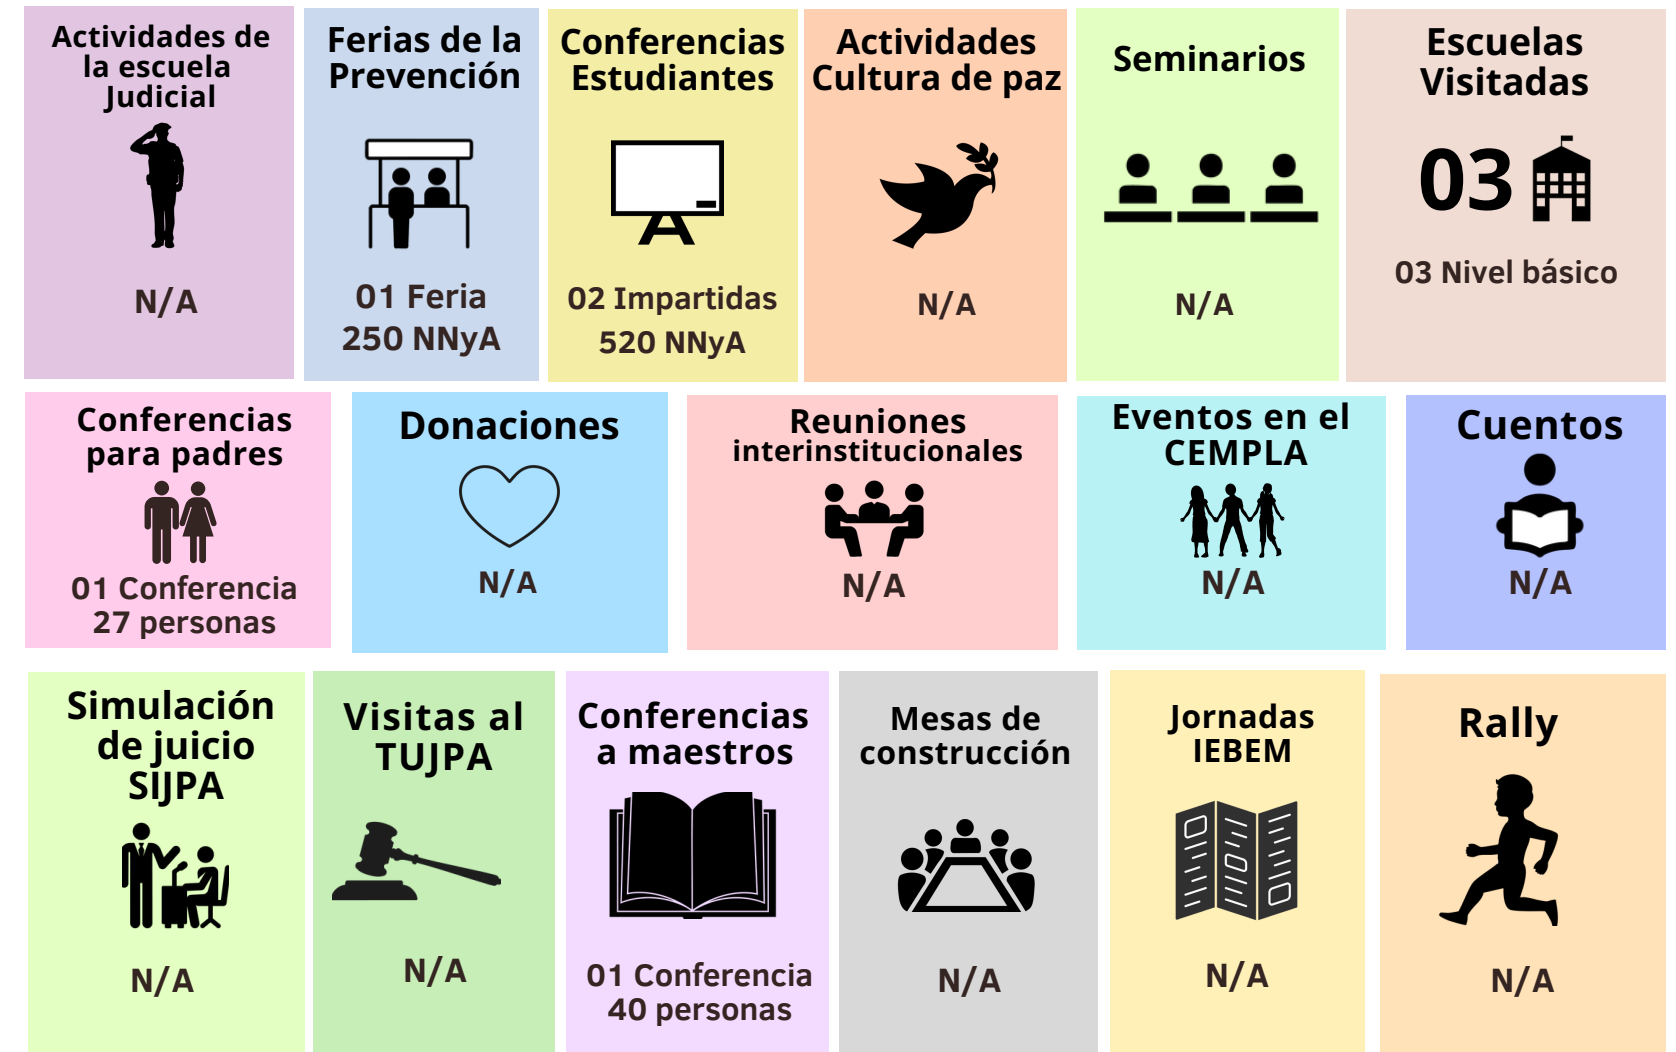 Actividades de
la escuela
Judicial
N/A
Ferias de la
Prevención
01 Feria
250 NNyA
Conferencias
Estudiantes
02 Impartidas
520 NNyA
Actividades
Cultura de paz
N/A
Seminarios
N/A
Escuelas
Visitadas
03
03 Nivel básico
Conferencias
para padres
01 Conferencia
27 personas
Donaciones
N/A
Reuniones
interinstitucionales
N/A
Eventos en el
CEMPLA
N/A
Cuentos
N/A
Simulación
de juicio
SIJPA
N/A
Visitas al
TUJPA
N/A
Conferencias
a maestros
01 Conferencia
40 personas
Mesas de
construcción
N/A
Jornadas
IEBEM
N/A
Rally
N/A